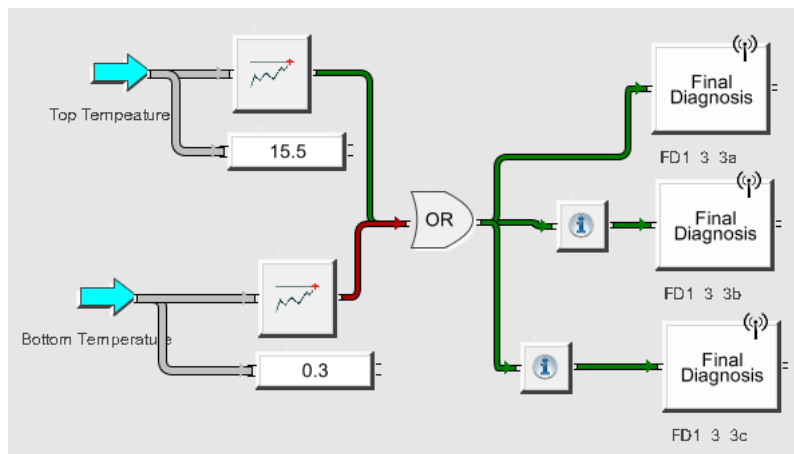 Top Tempeature
15.5
Bottom Temperature
0.3
OR
Final
Diagnosis
FD1 3 3a
i
Final
Diagnosis
FD1 3 3b
i
Final
Diagnosis
FD1 3 3c